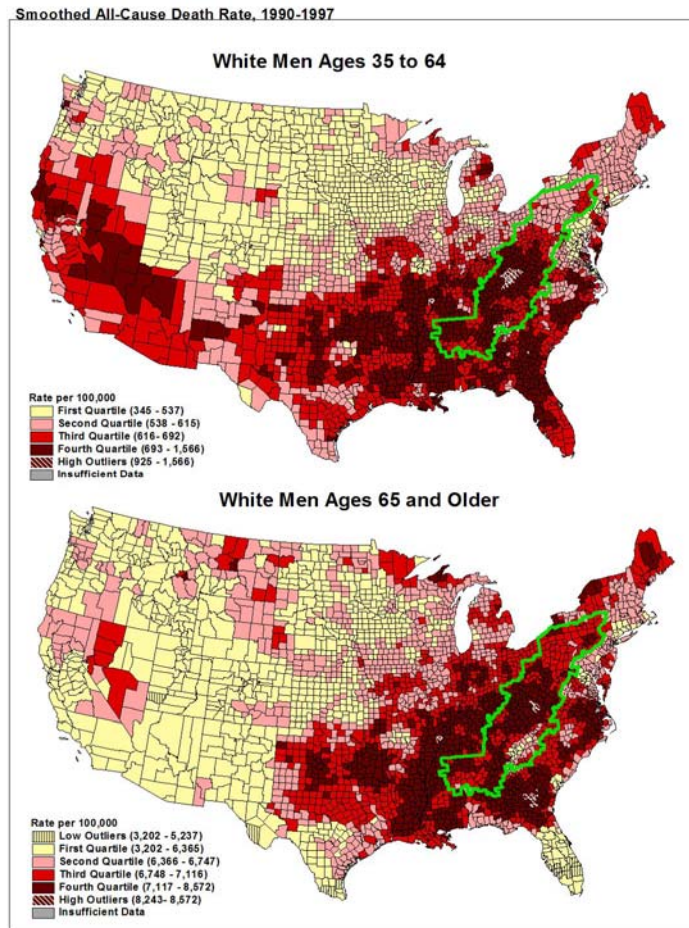 Smoothed All-Cause Death Rate, 1990-1997
White Men Ages 35 to 64
Rate per 100,000
First Quartile (345 - 537)
Second Quartile (538 - 615)
Third Quartile (616- 692)
Fourth Quartile (693 - 1,566)
High Outliers (925 - 1,566)
Insufficient Data
White Men Ages 65 and Older
Rate per 100,000
Low Outliers (3,202 - 5,237)
First Quartile (3,202 - 6,365)
Second Quartile (6,366 - 6,747)
Third Quartile (6,748 - 7,116)
Fourth Quartile (7,117 - 8,572)
High Outliers (8,243- 8,572)
Insufficient Data